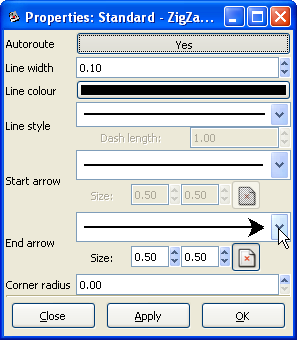 Properties: Standard - ZigZa...
Autoroute Yes
Line width 0.10
Line colour
Line style
Dash length: 1.00
Start arrow
Size: 0.50 0.50
End arrow
Size: 0.50 0.50
Corner radius 0.00
Close Apply OK